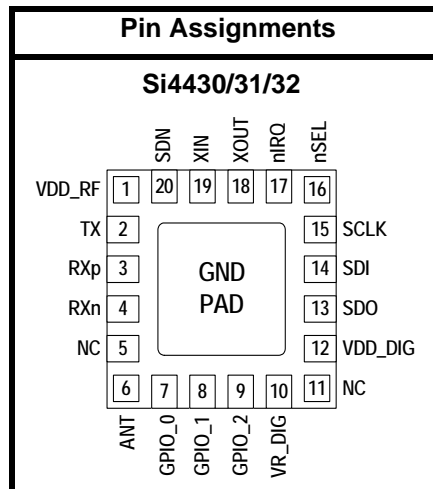 Pin Assignments
Si4430/31/32
SDN XIN XOUT nIRQ nSEL
VDD_RF 1 20 19 18 17 16
TX 2 15 SCLK
RXp 3 GND 14 SDI
RXn 4 PAD 13 SDO
NC 5 12 VDD_DIG
6 7 8 9 10 11 NC
ANT GPIO_0 GPIO_1 GPIO_2 VR_DIG